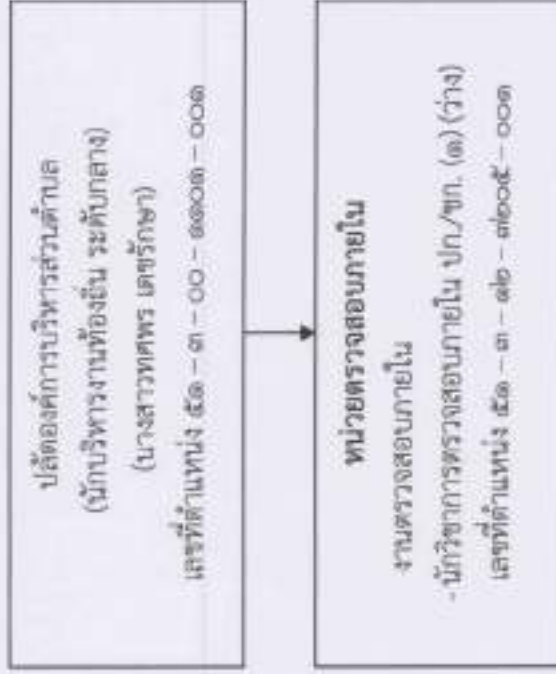 ปลัดองค์การบริหารส่วนตำบล
(นักบริหารงานท้องถิ่น ระดับกลาง)
(นางสาวทศพร เดชรักษา)
เลขที่ตำแหน่ง ๕๑ – ๓ – ๐๐ – ๑๑๐๑ – ๐๐๑
หน่วยตรวจสอบภายใน
งานตรวจสอบภายใน
-นักวิชาการตรวจสอบภายใน ปก/ชก. (๑) (ว่าง)
เลขที่ตำแหน่ง ๕๑ – ๓ – ๑๒ – ๓๒๐๕ – ๐๐๑